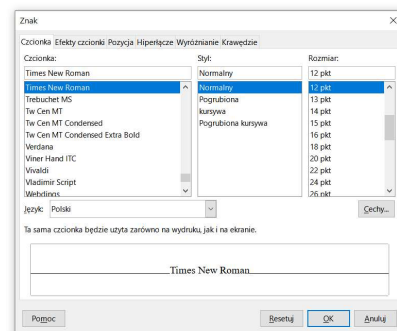 Znak
Czcionka Efekty czcionki Pozycja Hiperłącze Wyróżnianie Krawędzie
Czcionka: Styl: Rozmiar:
Times New Roman Normalny 12 pkt
Times New Roman Normalny 12 pkt
Trebuchet MS Pogrubiona 13 pkt
Tw Cen MT kursywa 14 pkt
Tw Cen MT Condensed Pogrubiona kursywa 15 pkt
Tw Cen MT Condensed Extra Bold 16 pkt
Verdana 18 pkt
Viner Hand ITC 20 pkt
Vivaldi 22 pkt
Vladimir Script 24 pkt
Webdings 26 pkt
Język: Polski Cechy...
Ta sama czcionka będzie użyta zarówno na wydruku, jak i na ekranie.
Times New Roman
Pomoc Resetuj OK Anuluj